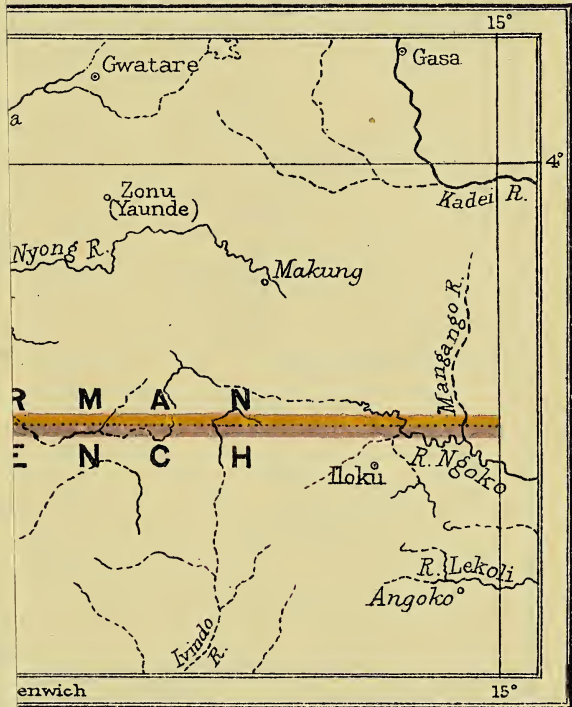 15°
Gasa
Gwatare
a
4°
Kadei R.
Zonu
(Yaunde)
Nyong R.
Makung
Mangango R.
R M A N
E N C H
R. Ngoko
Iloku
R. Lekoli
Angoko
Ivindo
R.
enwich
15°